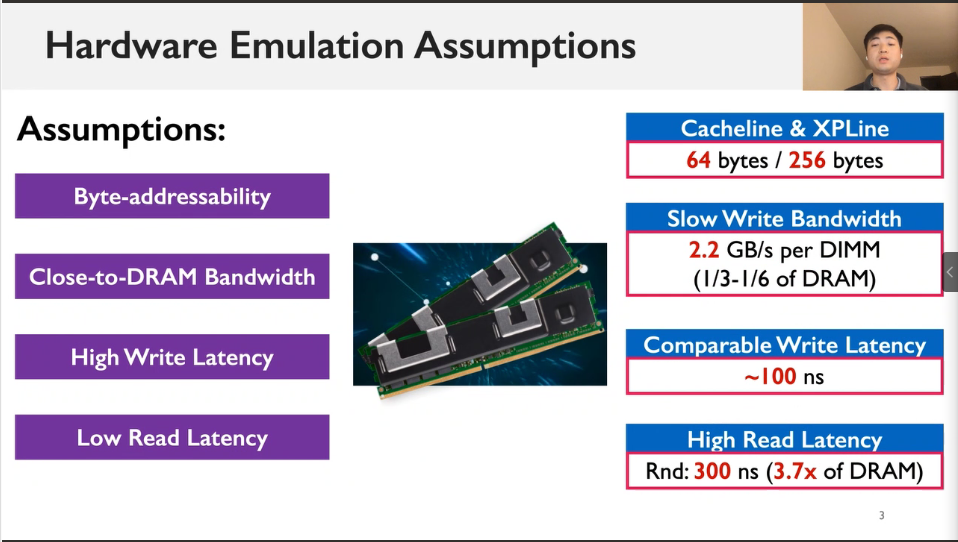 Hardware Emulation Assumptions
Assumptions:
Byte-addressability
Close-to-DRAM Bandwidth
High Write Latency
Low Read Latency
Cacheline & XPLine
64 bytes / 256 bytes
Slow Write Bandwidth
2.2 GB/s per DIMM
(1/3-1/6 of DRAM)
Comparable Write Latency
~100 ns
High Read Latency
Rnd: 300 ns (3.7x of DRAM)
3